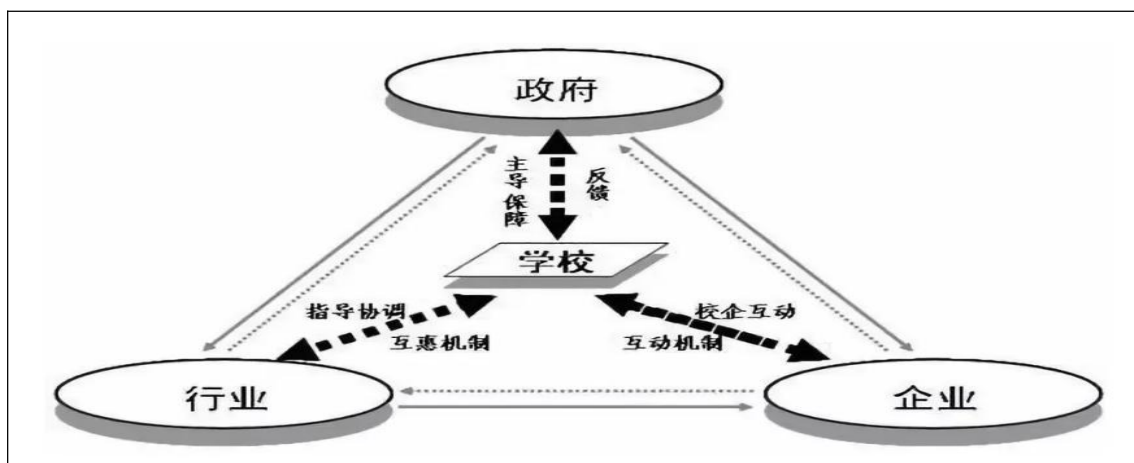 政府
主导保障
反馈
学校
指导协调
校企互动
互惠机制
互动机制
行业
企业